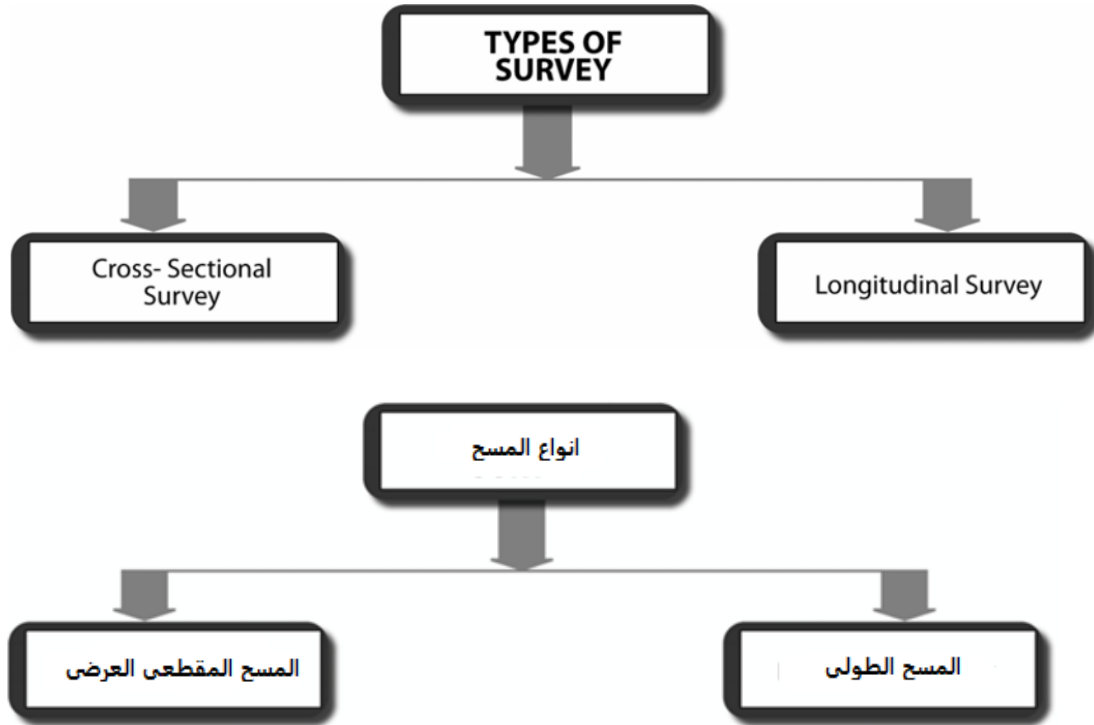 TYPES OF
SURVEY
Cross- Sectional
Survey
Longitudinal Survey
انواع المسح
المسح المقطعى العرضى
المسح الطولى